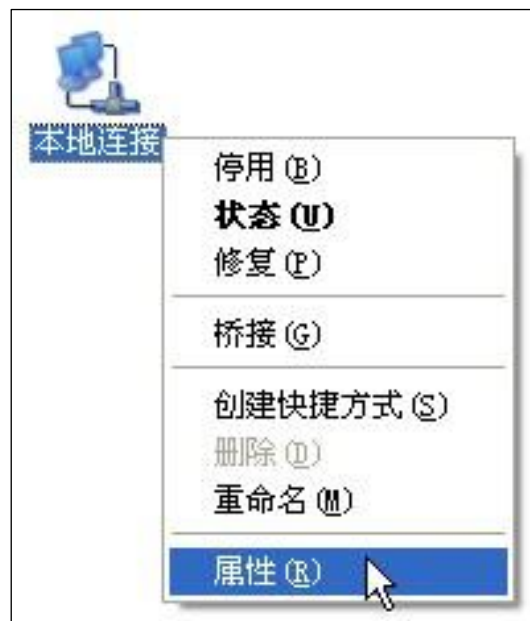 本地连接
停用(B)
状态(U)
修复(P)
桥接(G)
创建快捷方式(S)
删除(D)
重命名(M)
属性(R)